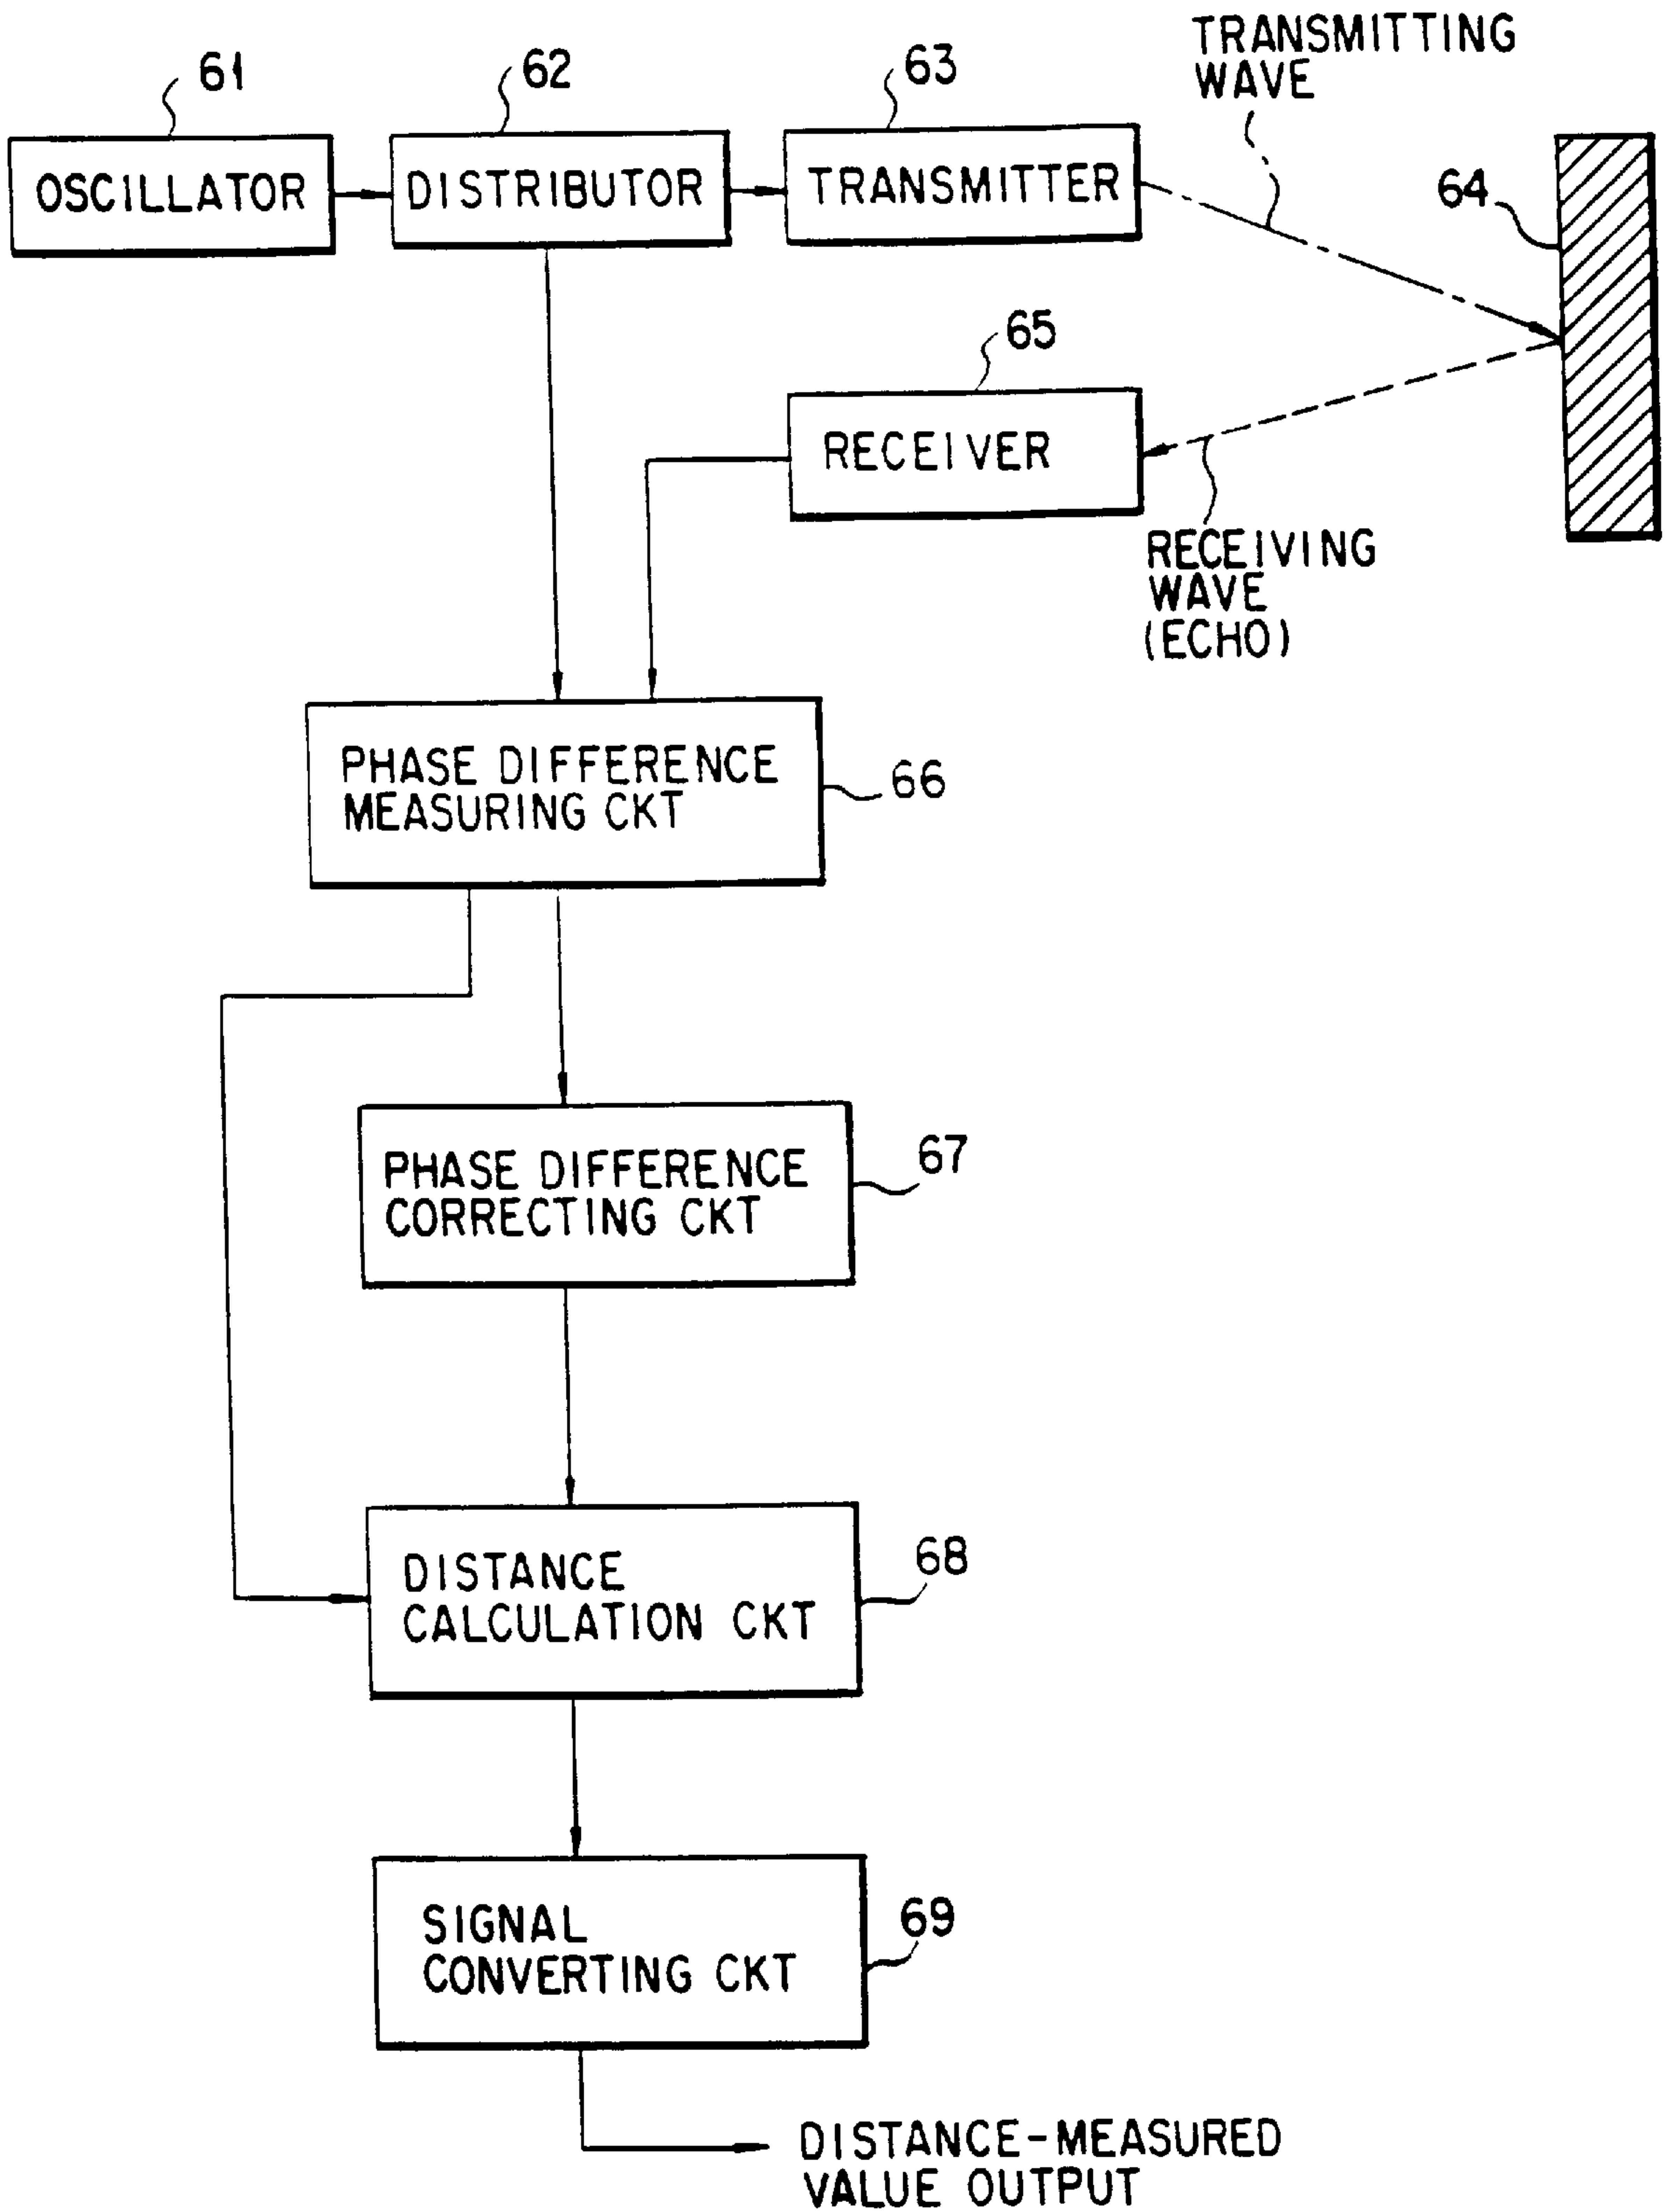 61
62
63
TRANSMITTING
WAVE
OSCILLATOR
DISTRIBUTOR
TRANSMITTER
64
65
RECEIVER
RECEIVING
WAVE
(ECHO)
PHASE DIFFERENCE
MEASURING CKT
66
PHASE DIFFERENCE
CORRECTING CKT
67
DISTANCE
CALCULATION CKT
68
SIGNAL
CONVERTING CKT
69
DISTANCE-MEASURED
VALUE OUTPUT